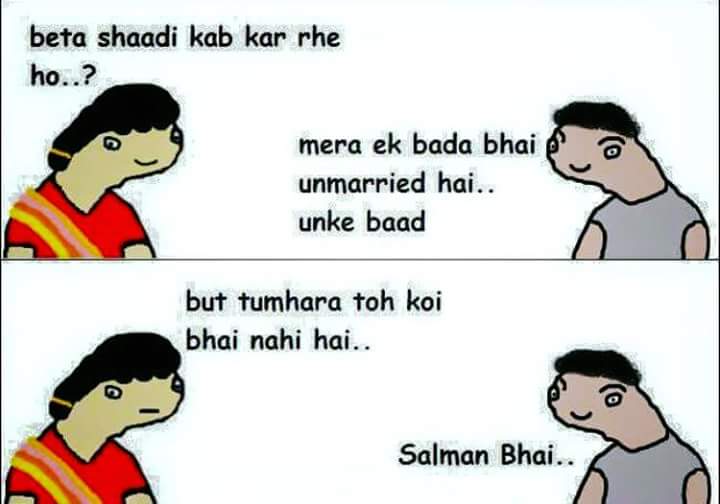 beta shaadi kab kar rhe
ho..?
mera ek bada bhai
unmarried hai..
unke baad
but tumhara toh koi
bhai nahi hai..
Salman Bhai..